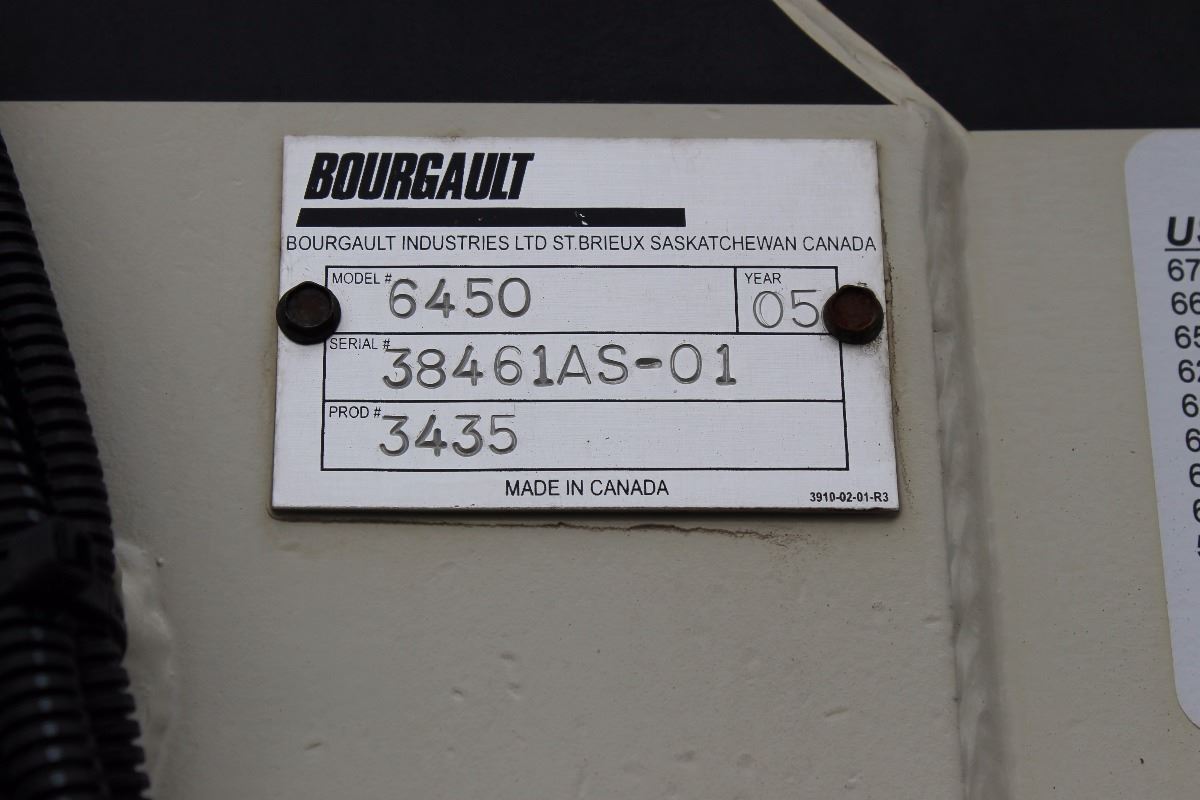 BOURGAULT
BOURGAULT INDUSTRIES LTD ST.BRIEUX SASKATCHEWAN CANADA
MODEL # 6450 YEAR 05
SERIAL # 38461AS-01
PROD # 3435
MADE IN CANADA 3910-02-01-R3